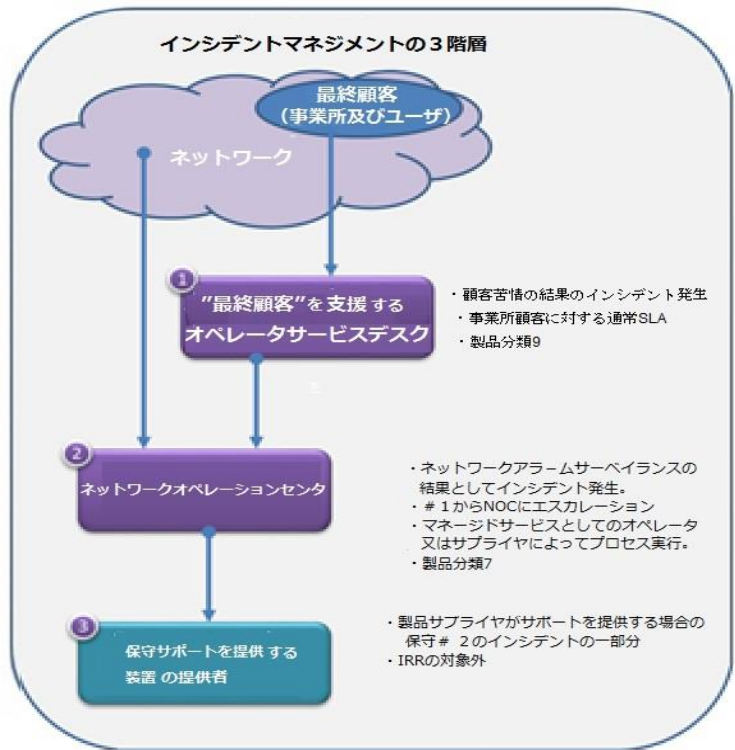 インシデントマネジメントの３階層
最終顧客
（事業所及びユーザ）
ネットワーク
1
”最終顧客”を支援する
オペレータサービスデスク
・顧客苦情の結果のインシデント発生
・事業所顧客に対する通常SLA
・製品分類9
2
ネットワークオペレーションセンタ
・ネットワークアラームサーベイランスの
結果としてインシデント発生。
・＃１からNOCにエスカレーション
・マネージドサービスとしてのオペレータ
又はサプライヤによってプロセス実行。
・製品分類7
3
保守サポートを提供する
装置の提供者
・製品サプライヤがサポートを提供する場合の
保守＃ 2のインシデントの一部分
・IRRの対象外